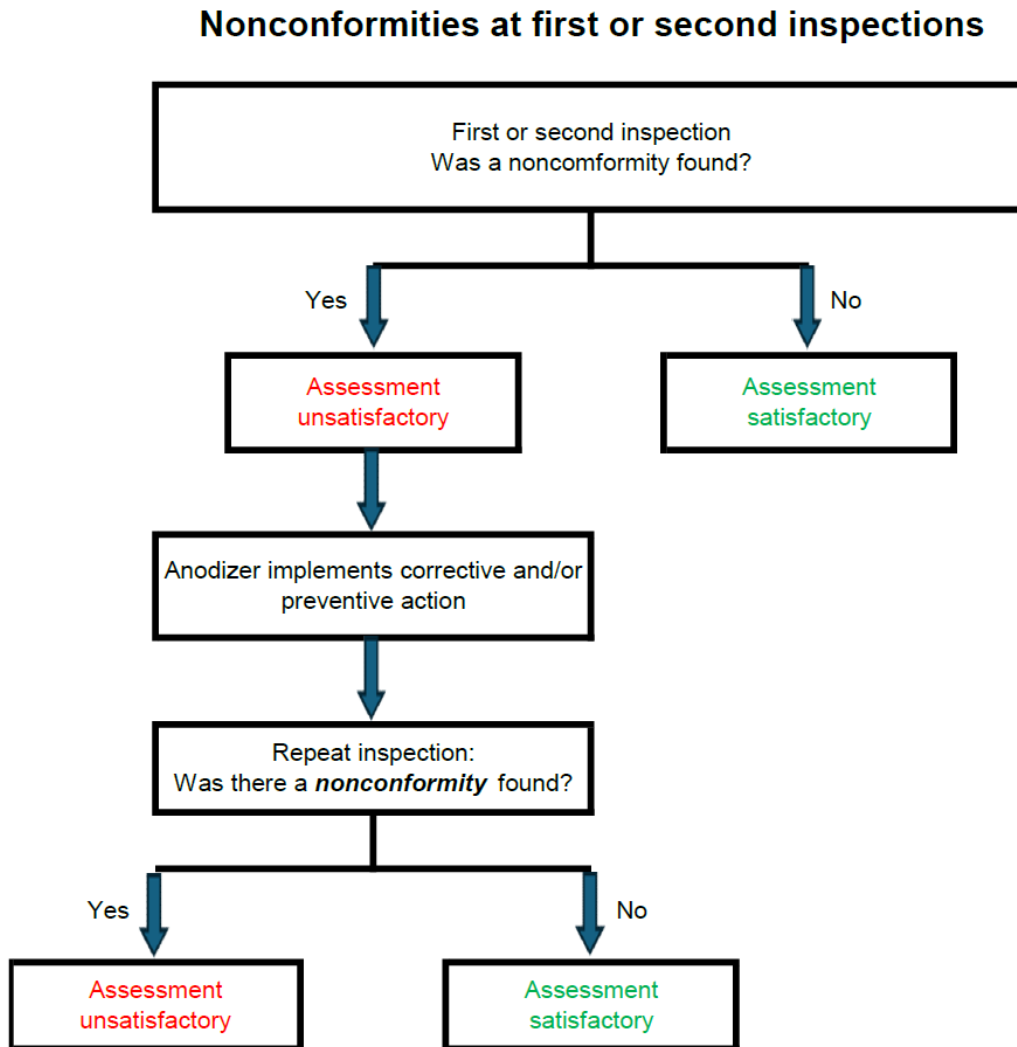 Nonconformities at first or second inspections
First or second inspection
Was a noncomformity found?
Yes
No
Assessment
unsatisfactory
Assessment
satisfactory
Anodizer implements corrective and/or
preventive action
Repeat inspection:
Was there a nonconformity found?
Yes
No
Assessment
unsatisfactory
Assessment
satisfactory